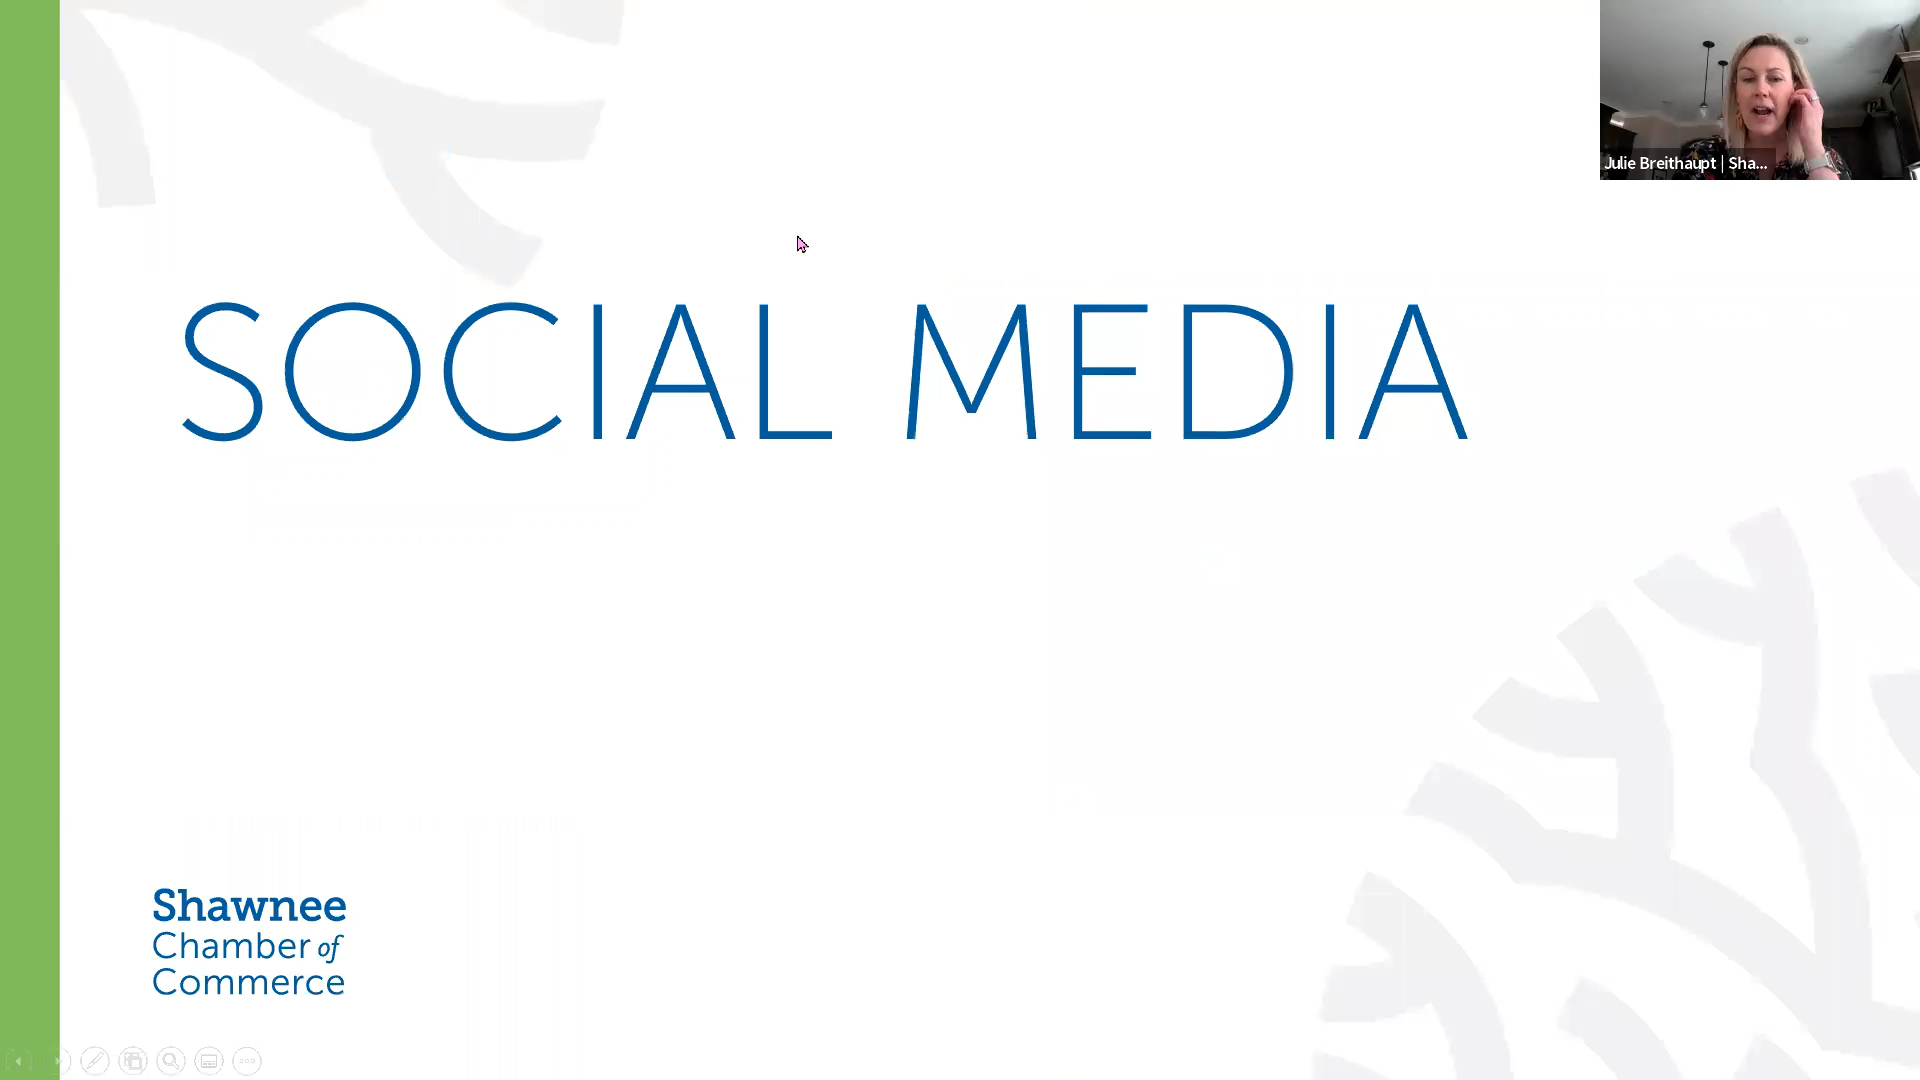 Julie Breithaupt | Sha...
SOCIAL MEDIA
Shawnee
Chamber of
Commerce